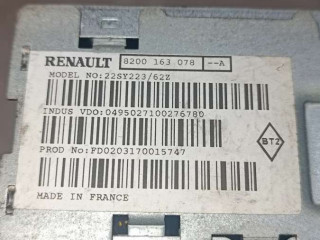 RENAULT 8200 163 078 --A
MODEL NO:22SY223/62Z
INDUS VDO:0495027100276780
PROD No:FD0203170015747
BT2
MADE IN FRANCE